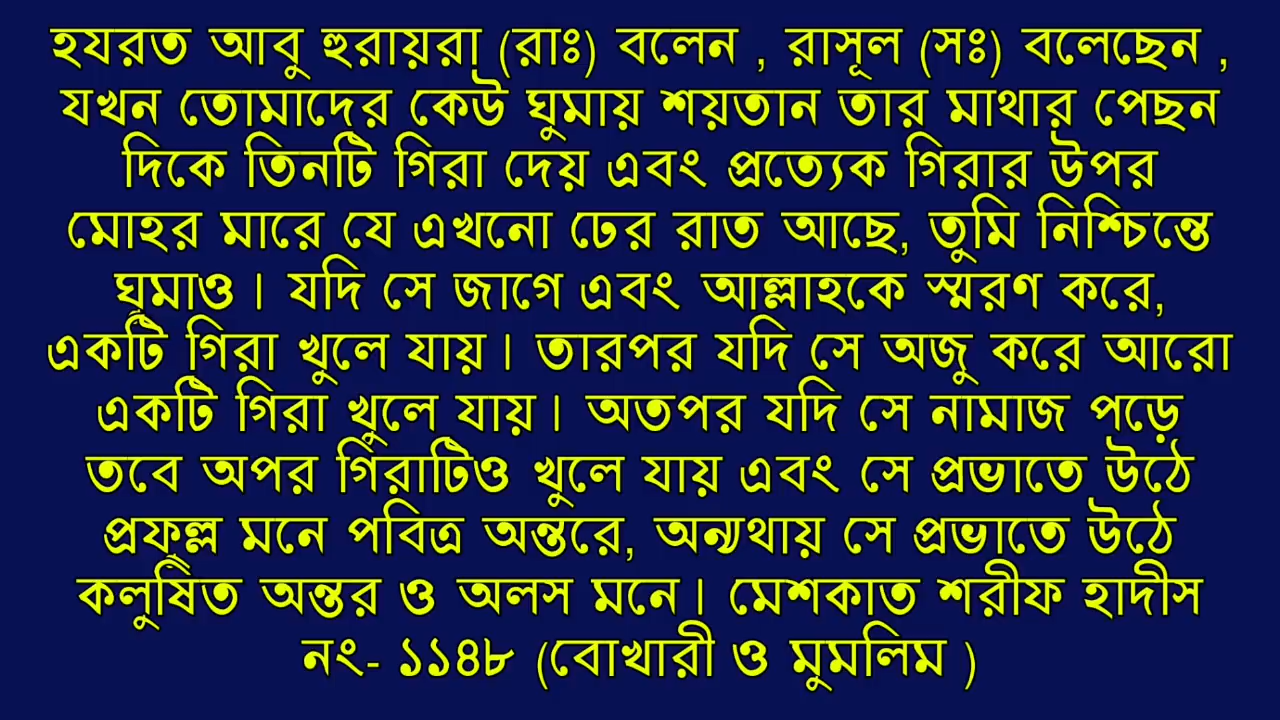 হযরত আবু হুরায়রা (রাঃ) বলেন , রাসূল (সঃ) বলেছেন ,
যখন তোমাদের কেউ ঘুমায় শয়তান তার মাথার পেছন
দিকে তিনটি গিরা দেয় এবং প্রত্যেক গিরার উপর
মোহর মারে যে এখনো ঢের রাত আছে, তুমি নিশ্চিন্তে
ঘুমাও। যদি সে জাগে এবং আল্লাহকে স্মরণ করে,
একটি গিরা খুলে যায়। তারপর যদি সে অজু করে আরো
একটি গিরা খুলে যায়। অতপর যদি সে নামাজ পড়ে
তবে অপর গিরাটিও খুলে যায় এবং সে প্রভাতে উঠে
প্রফুল্ল মনে পবিত্র অন্তরে, অন্যথায় সে প্রভাতে উঠে
কলুষিত অন্তর ও অলস মনে। মেশকাত শরীফ হাদীস
নং- ১১৪৮ (বোখারী ও মুমলিম )